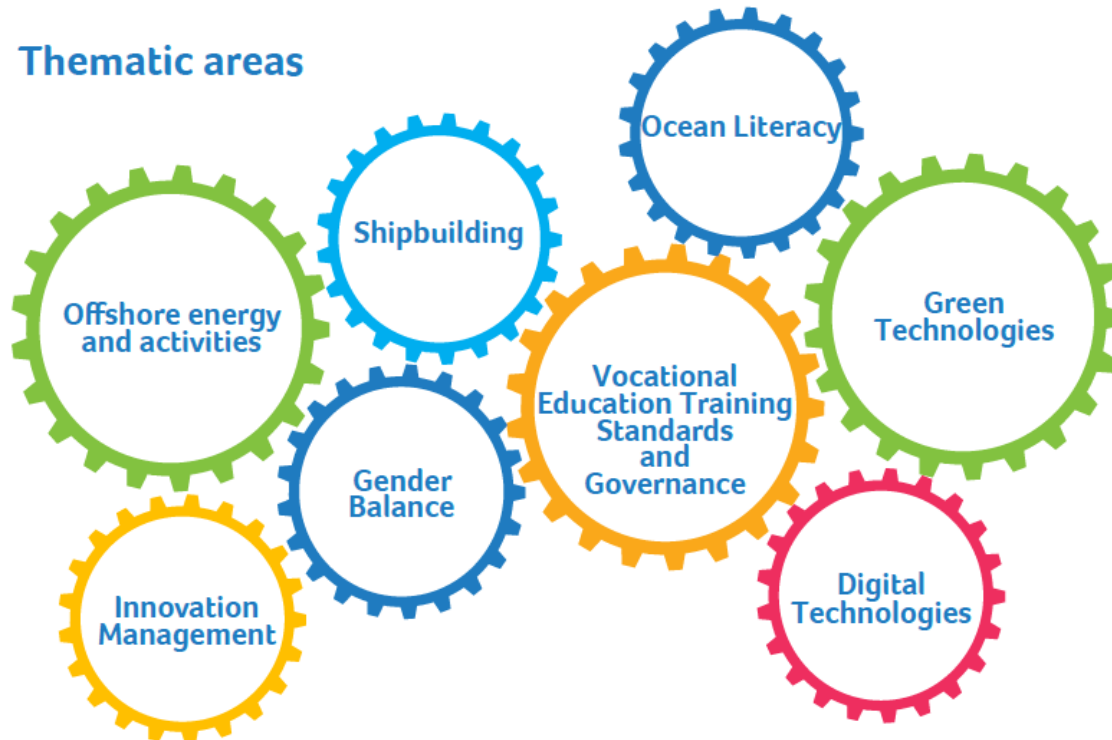 Thematic areas
Ocean Literacy
Shipbuilding
Offshore energy
and activities
Green
Technologies
Vocational
Education Training
Standards
and
Governance
Gender
Balance
Innovation
Management
Digital
Technologies